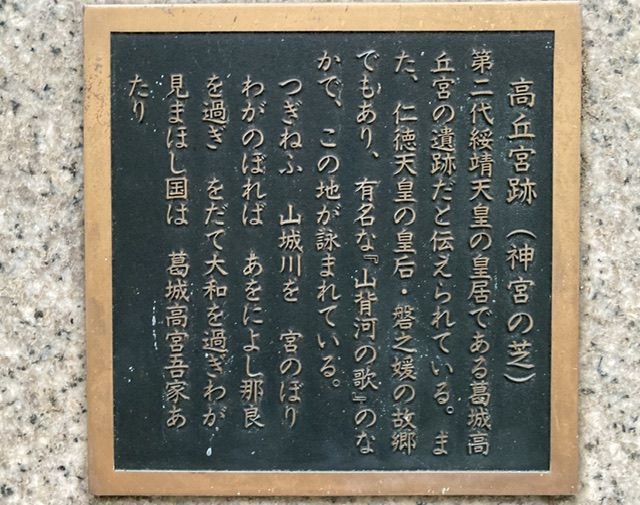 高丘宮跡（神宮の芝）
第二代綏靖天皇の皇居である葛城高
丘宮の遺跡だと伝えられている。ま
た、仁徳天皇の皇后・磐之媛の故郷
でもあり、有名な『山背河の歌』のな
かで、この地が詠まれている。
つぎねふ　山城川を　宮のぼり
わがのぼれば　あをによし那良
を過ぎ　をだて大和を過ぎわが
見まほし国は　葛城高宮吾家あ
たり